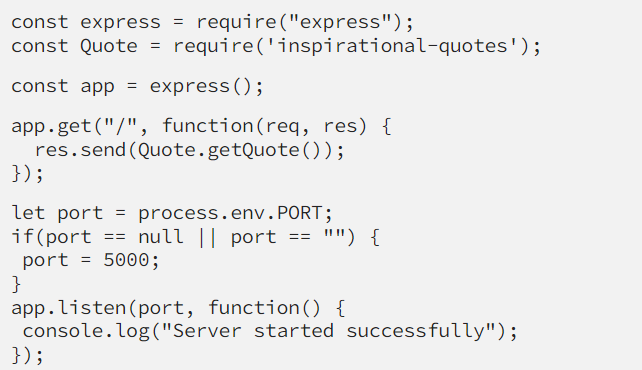 const express = require("express");
const Quote = require('inspirational-quotes');
const app = express();
app.get("/", function(req, res) {
  res.send(Quote.getQuote());
});
let port = process.env.PORT;
if(port == null || port == "") {
 port = 5000;
}
app.listen(port, function() {
 console.log("Server started successfully");
});